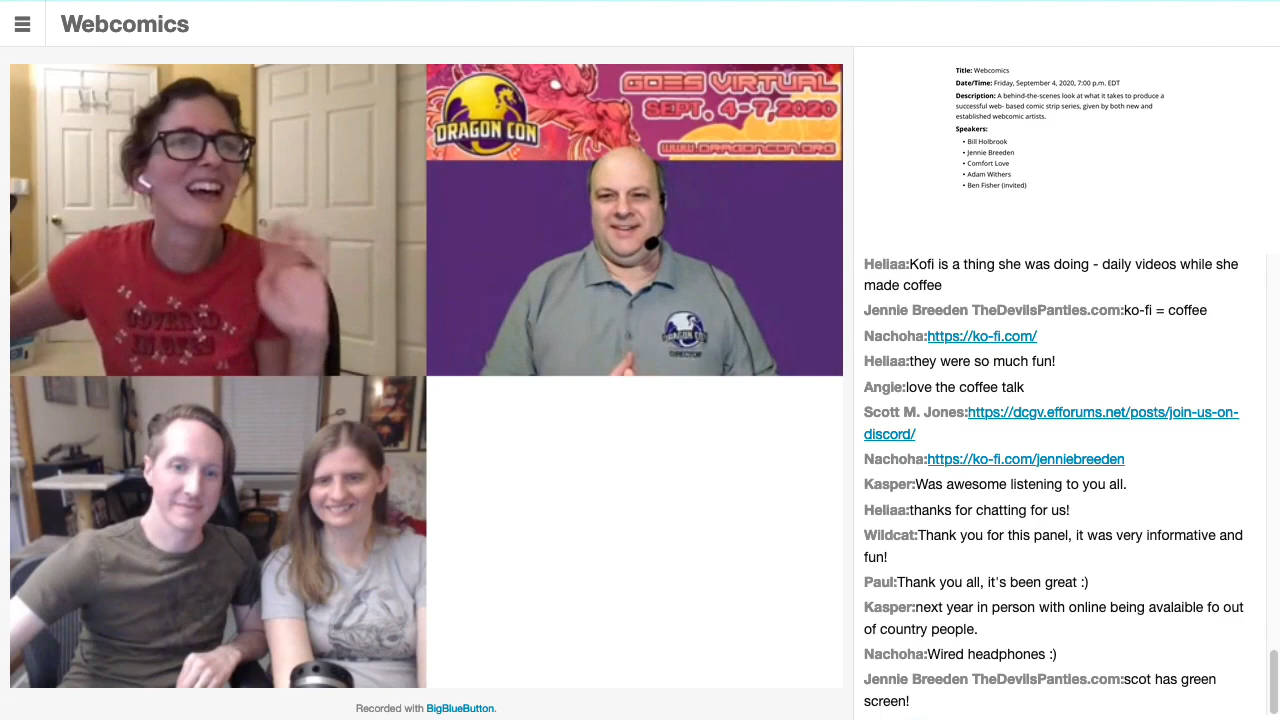 Webcomics
GOES VIRTUAL
SEPT. 4-7, 2020
WWW.DRAGONCON.ORG
DRAGON CON
COVERED
IN BEES
DRAGON CON
Title: Webcomics
Date/Time: Friday, September 4, 2020, 7:00 p.m. EDT
Description: A behind-the-scenes look at what it takes to produce a
successful web- based comic strip series, given by both new and
established webcomic artists.
Speakers:
• Bill Holbrook
• Jennie Breeden
• Comfort Love
• Adam Withers
• Ben Fisher (invited)
Heliaa:Kofi is a thing she was doing - daily videos while she
made coffee
Jennie Breeden TheDevilsPanties.com:ko-fi = coffee
Nachoha:https://ko-fi.com/
Heliaa:they were so much fun!
Angie:love the coffee talk
Scott M. Jones:https://dcgv.efforums.net/posts/join-us-on-
discord/
Nachoha:https://ko-fi.com/jenniebreeden
Kasper:Was awesome listening to you all.
Heliaa:thanks for chatting for us!
Wildcat:Thank you for this panel, it was very informative and
fun!
Paul:Thank you all, it's been great :)
Kasper:next year in person with online being avalaible fo out
of country people.
Nachoha:Wired headphones :)
Jennie Breeden TheDevilsPanties.com:scot has green
screen!
Recorded with BigBlueButton.